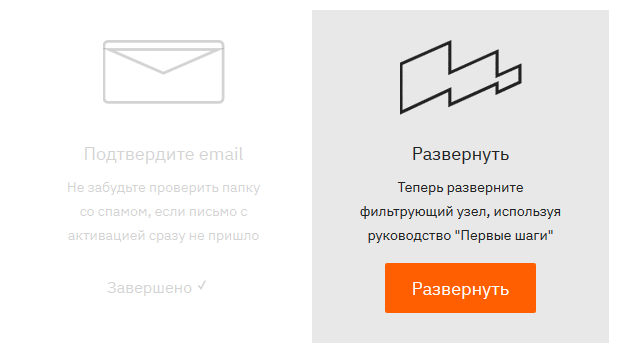 Подтвердите email
Не забудьте проверить папку
со спамом, если письмо с
активацией сразу не пришло
Завершено ✓
Развернуть
Теперь разверните
фильтрующий узел, используя
руководство "Первые шаги"
Развернуть